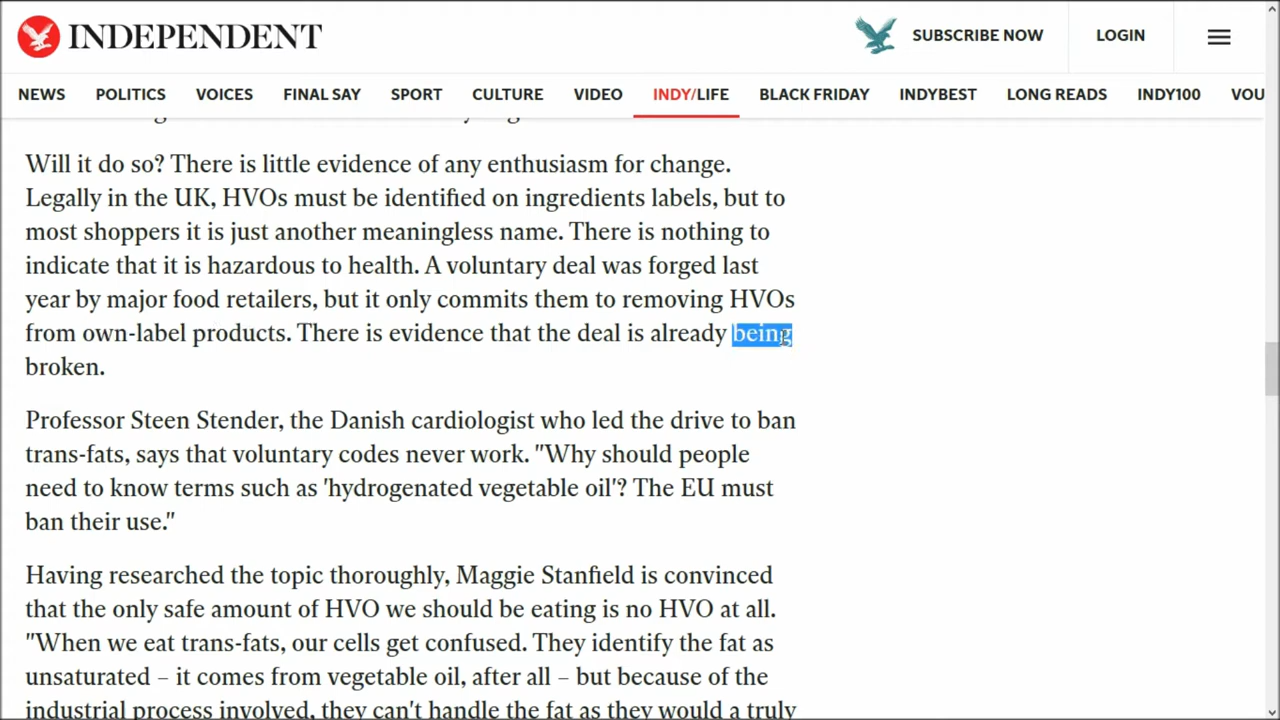 INDEPENDENT
SUBSCRIBE NOW
LOGIN
NEWS POLITICS VOICES FINAL SAY SPORT CULTURE VIDEO INDY/LIFE BLACK FRIDAY INDYBEST LONG READS INDY100 VOU
Will it do so? There is little evidence of any enthusiasm for change.
Legally in the UK, HVOs must be identified on ingredients labels, but to
most shoppers it is just another meaningless name. There is nothing to
indicate that it is hazardous to health. A voluntary deal was forged last
year by major food retailers, but it only commits them to removing HVOs
from own-label products. There is evidence that the deal is already being
broken.
Professor Steen Stender, the Danish cardiologist who led the drive to ban
trans-fats, says that voluntary codes never work. "Why should people
need to know terms such as 'hydrogenated vegetable oil'? The EU must
ban their use."
Having researched the topic thoroughly, Maggie Stanfield is convinced
that the only safe amount of HVO we should be eating is no HVO at all.
"When we eat trans-fats, our cells get confused. They identify the fat as
unsaturated – it comes from vegetable oil, after all – but because of the
industrial process involved, they can't handle the fat as they would a truly